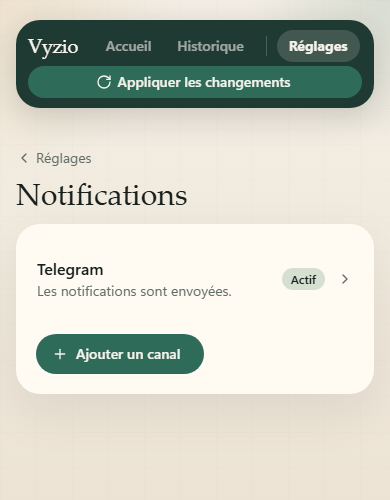 Vyzio Accueil Historique Réglages
Appliquer les changements
Réglages
Notifications
Telegram
Les notifications sont envoyées.
Actif
Ajouter un canal